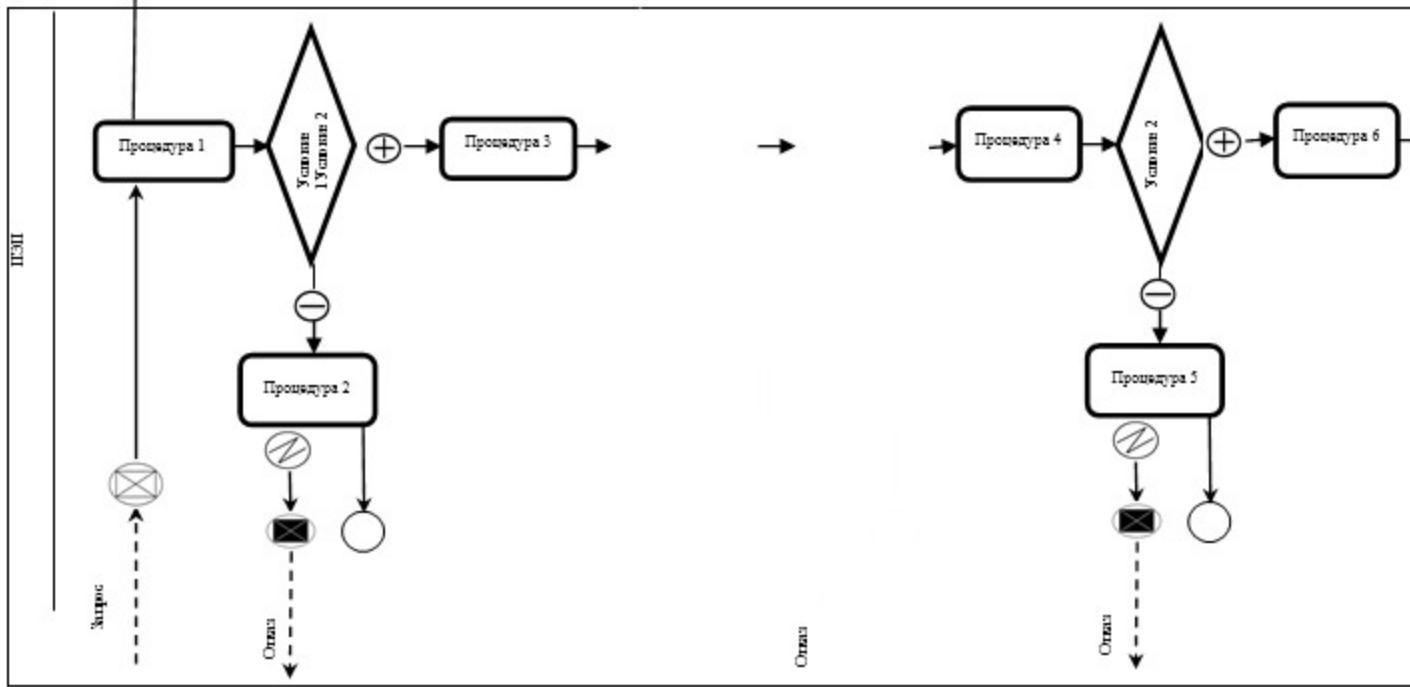 ПЭП
Процедура 1
Условие
1 Условие 2
Процедура 3
Процедура 4
Условие 2
Процедура 6
Процедура 2
Процедура 5
Запрос
Отказ
Отказ
Отказ